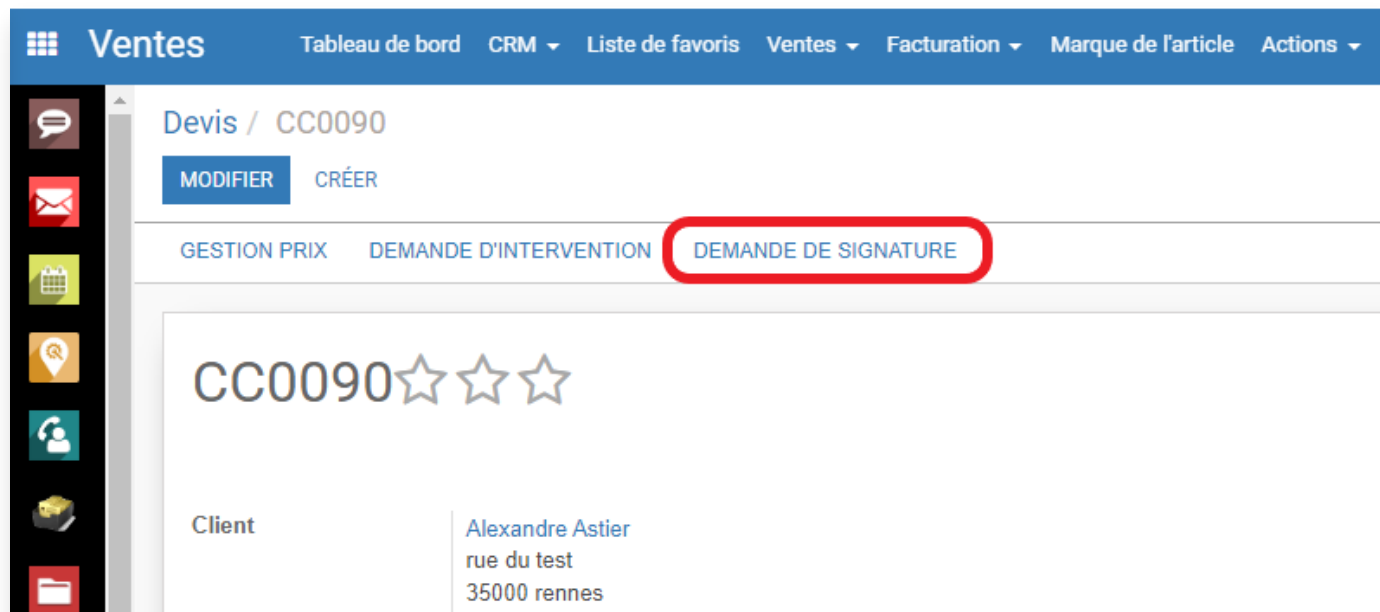 Ventes Tableau de bord CRM Liste de favoris Ventes Facturation Marque de l'article Actions
Devis / CC0090
MODIFIER CRÉER
GESTION PRIX DEMANDE D'INTERVENTION DEMANDE DE SIGNATURE
CC0090
Client Alexandre Astier
rue du test
35000 rennes